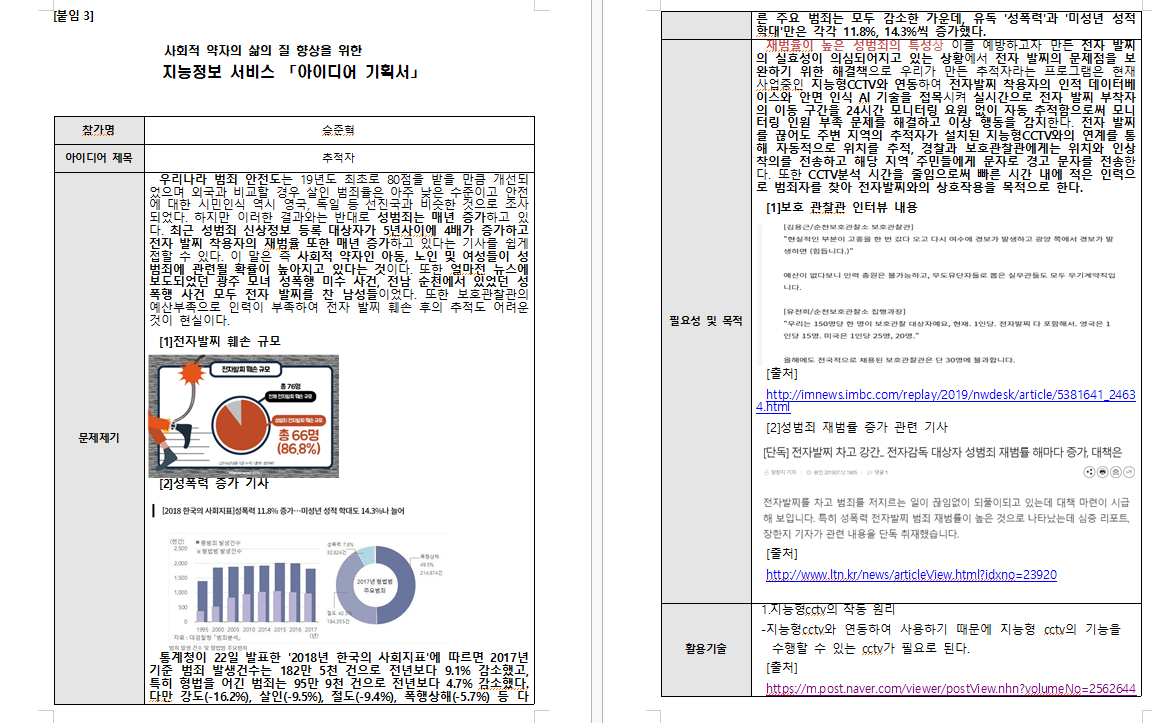 [붙임 3]
사회적 약자의 삶의 질 향상을 위한
지능정보 서비스 「아이디어 기획서」
참가명
승준혁
아이디어 제목
추적자
문제제기
우리나라 범죄 안전도는 19년도 최초로 80점을 받을 만큼 개선되
었으며 외국과 비교할 경우 살인 범죄률은 아주 낮은 수준이고 안전
에 대한 시민인식 역시 영국, 독일 등 선진국과 비슷한 것으로 조사
되었다. 하지만 이러한 결과와는 반대로 성범죄는 매년 증가하고 있
다. 최근 성범죄 신상정보 등록 대상자가 5년사이에 4배가 증가하고
전자 발찌 착용자의 재범율 또한 매년 증가하고 있다는 기사를 쉽게
접할 수 있다. 이 말은 즉 사회적 약자인 아동, 노인 및 여성들이 성
범죄에 관련될 확률이 높아지고 있다는 것이다. 또한 얼마전 뉴스에
보도되었던 광주 모녀 성폭행 미수 사건, 전남 순천에서 있었던 성
폭행 사건 모두 전자 발찌를 찬 남성들이었다. 또한 보호관찰관의
예산부족으로 인력이 부족하여 전자 발찌 훼손 후의 추적도 어려운
것이 현실이다.
[1]전자발찌 훼손 규모
전자발찌 훼손 규모
총 76명
전체 전자발찌 훼손 규모
성범죄 전자발찌 훼손 규모
총 66명
(86.8%)
[2]성폭력 증가 기사
[2018 한국의 사회지표]성폭력 11.8% 증가…미성년 성적 학대도 14.3%나 늘어
(천건)
■ 총범죄 발생건수
■ 형법범 발생건수
2,500
2,000
1,500
1,000
500
0
1995 2000 2005 2010 2014 2015 2016 2017
(년)
자료 : 대검찰청 「범죄분석」
성폭력 7.6%
32,824건
폭행상해
49.5%
214,874건
2017년 형법범
주요범죄
절도 42.5%
184,355건
범죄 발생 건수 및 형법범 주요범죄
통계청이 22일 발표한 '2018년 한국의 사회지표'에 따르면 2017년
기준 범죄 발생건수는 182만 5천 건으로 전년보다 9.1% 감소했고,
특히 형법을 어긴 범죄는 95만 9천 건으로 전년보다 4.7% 감소했다.
다만 강도(-16.2%), 살인(-9.5%), 절도(-9.4%), 폭행상해(-5.7%) 등 다
른 주요 범죄는 모두 감소한 가운데, 유독 '성폭력'과 '미성년 성적
학대'만은 각각 11.8%, 14.3%씩 증가했다.
필요성 및 목적
재범률이 높은 성범죄의 특성상 이를 예방하고자 만든 전자 발찌
의 실효성이 의심되어지고 있는 상황에서 전자 발찌의 문제점을 보
완하기 위한 해결책으로 우리가 만든 추적자라는 프로그램은 현재
사업중인 지능형CCTV와 연동하여 전자발찌 착용자의 인적 데이터베
이스와 안면 인식 AI 기술을 접목시켜 실시간으로 전자 발찌 부착자
의 이동 구간을 24시간 모니터링 요원 없이 자동 추적함으로써 모니
터링 인원 부족 문제를 해결하고 이상 행동을 감지한다. 전자 발찌
를 끊어도 주변 지역의 추적자가 설치된 지능형CCTV와의 연계를 통
해 자동적으로 위치를 추적, 경찰과 보호관찰관에게는 위치와 인상
착의를 전송하고 해당 지역 주민들에게 문자로 경고 문자를 전송한
다. 또한 CCTV분석 시간을 줄임으로써 빠른 시간 내에 적은 인력으
로 범죄자를 찾아 전자발찌와의 상호작용을 목적으로 한다.
[1]보호 관찰관 인터뷰 내용
[김용근/순천보호관찰소 보호관찰관]
"현실적인 부분이 고흥을 한 번 갔다 오고 다시 여수에 경보가 발생하고 광양 쪽에서 경보가 발
생하면 (힘듭니다.)"
예산이 없다보니 인력 충원은 불가능하고, 무도유단자들로 뽑은 실무관들도 모두 무기계약직입
니다.
[유전희/순천보호관찰소 집행과장]
"우리는 150명당 한 명이 보호관찰 대상자예요, 현재. 1인당. 전자발찌 다 포함해서. 영국은 1
인당 15명. 미국은 1인당 25명, 20명."
올해에도 전국적으로 채용된 보호관찰관은 단 30명에 불과합니다.
[출처]
http://imnews.imbc.com/replay/2019/nwdesk/article/5381641_2463
4.html
[2]성범죄 재범률 증가 관련 기사
[단독] 전자발찌 차고 강간.. 전자감독 대상자 성범죄 재범률 해마다 증가, 대책은
장한지 기자
승인 2019.07.12 19:05
댓글 1
전자발찌를 차고 범죄를 저지르는 일이 끊임없이 되풀이되고 있는데 대책 마련이 시급
해 보입니다. 특히 성폭력 전자발찌 범죄 재범률이 높은 것으로 나타났는데 심층 리포트,
장한지 기자가 관련 내용을 단독 취재했습니다.
[출처]
http://www.ltn.kr/news/articleView.html?idxno=23920
활용기술
1.지능형cctv의 작동 원리
-지능형cctv와 연동하여 사용하기 때문에 지능형 cctv의 기능을
수행할 수 있는 cctv가 필요로 된다.
[출처]
https://m.post.naver.com/viewer/postView.nhn?volumeNo=2562644